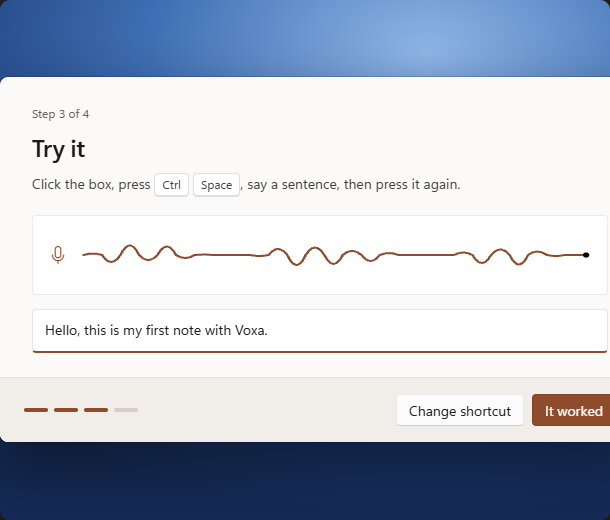 Step 3 of 4
Try it
Click the box, press Ctrl Space, say a sentence, then press it again.
Hello, this is my first note with Voxa.
Change shortcut It worked